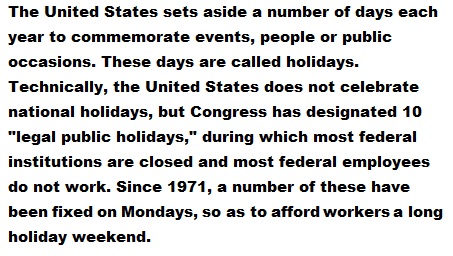 The United States sets aside a number of days each
year to commemorate events, people or public
occasions. These days are called holidays.
Technically, the United States does not celebrate
national holidays, but Congress has designated 10
"legal public holidays," during which most federal
institutions are closed and most federal employees
do not work. Since 1971, a number of these have
been fixed on Mondays, so as to afford workers a long
holiday weekend.